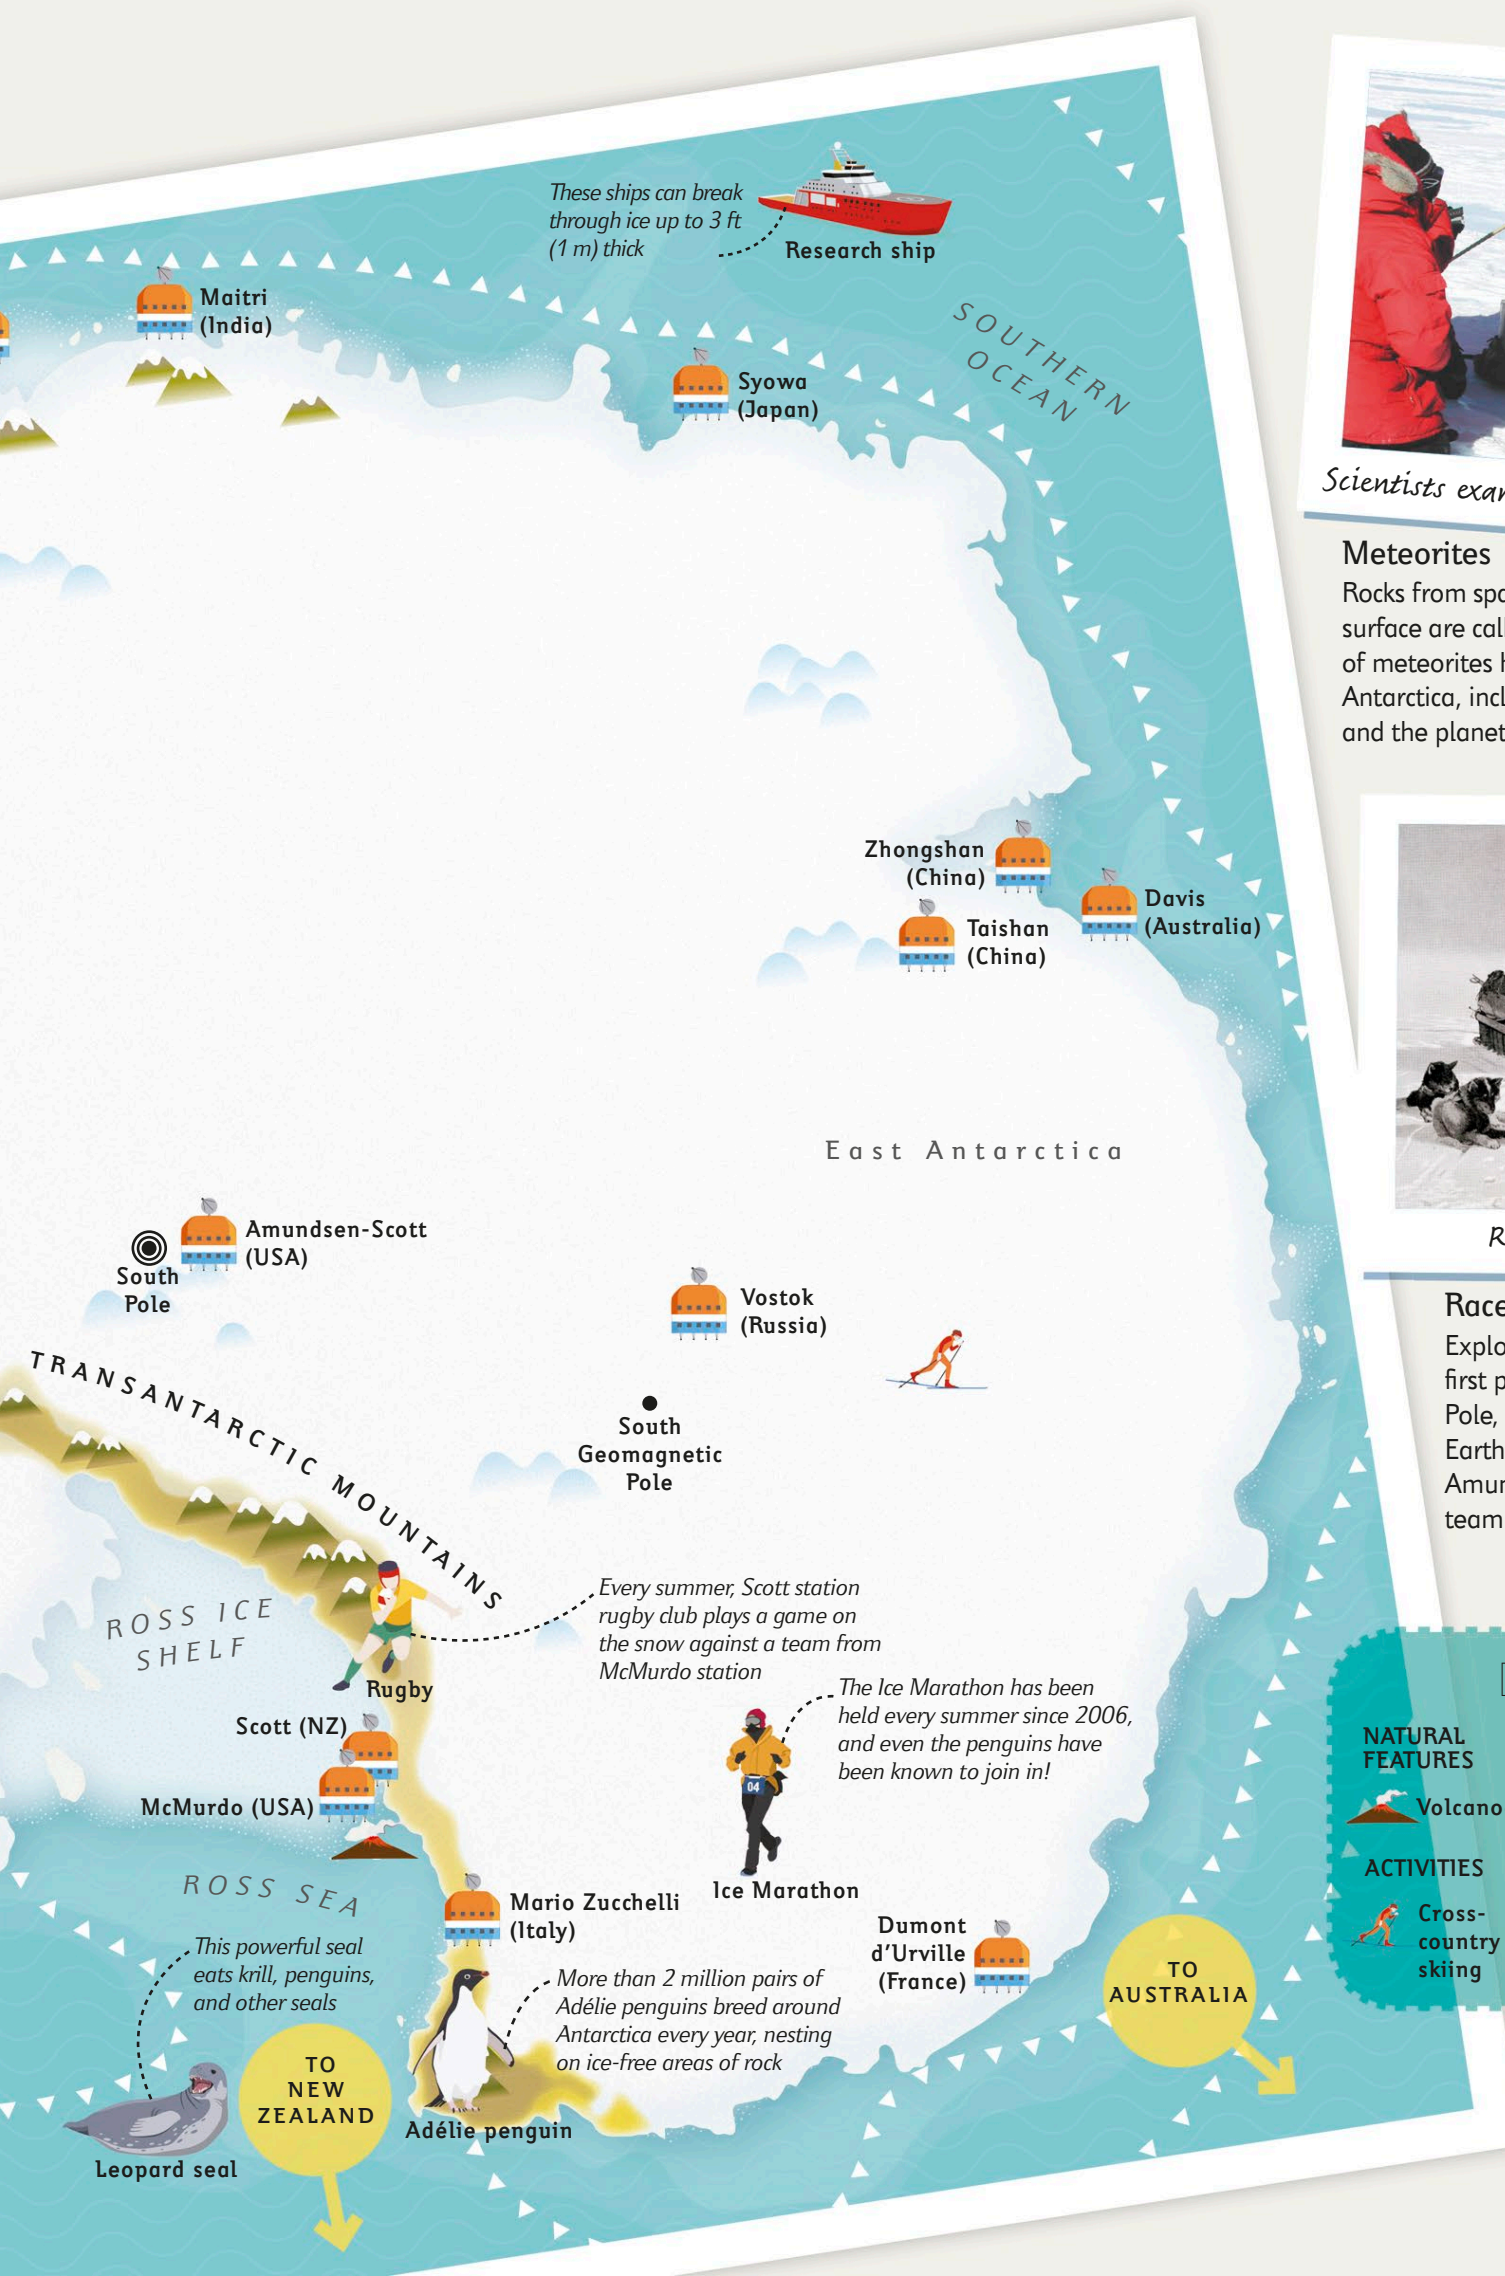 These ships can break
through ice up to 3 ft
(1 m) thick
Research ship
Maitri
(India)
Syowa
(Japan)
SOUTHERN
OCEAN
Zhongshan
(China)
Davis
(Australia)
Taishan
(China)
East Antarctica
Amundsen-Scott
(USA)
South
Pole
Vostok
(Russia)
South
Geomagnetic
Pole
TRANSANTARCTIC MOUNTAINS
ROSS ICE
SHELF
Every summer, Scott station
rugby club plays a game on
the snow against a team from
McMurdo station
Rugby
The Ice Marathon has been
held every summer since 2006,
and even the penguins have
been known to join in!
04
Ice Marathon
Scott (NZ)
McMurdo (USA)
ROSS SEA
Mario Zucchelli
(Italy)
Dumont
d'Urville
(France)
This powerful seal
eats krill, penguins,
and other seals
More than 2 million pairs of
Adélie penguins breed around
Antarctica every year, nesting
on ice-free areas of rock
TO
NEW
ZEALAND
TO
AUSTRALIA
Adélie penguin
Leopard seal
Scientists
Meteorites
Rocks from
surface are
of meteorites
Antarctica,
and the
Race
first
Pole,
Earth
team
NATURAL
FEATURES
Volcano
ACTIVITIES
Cross-
country
skiing